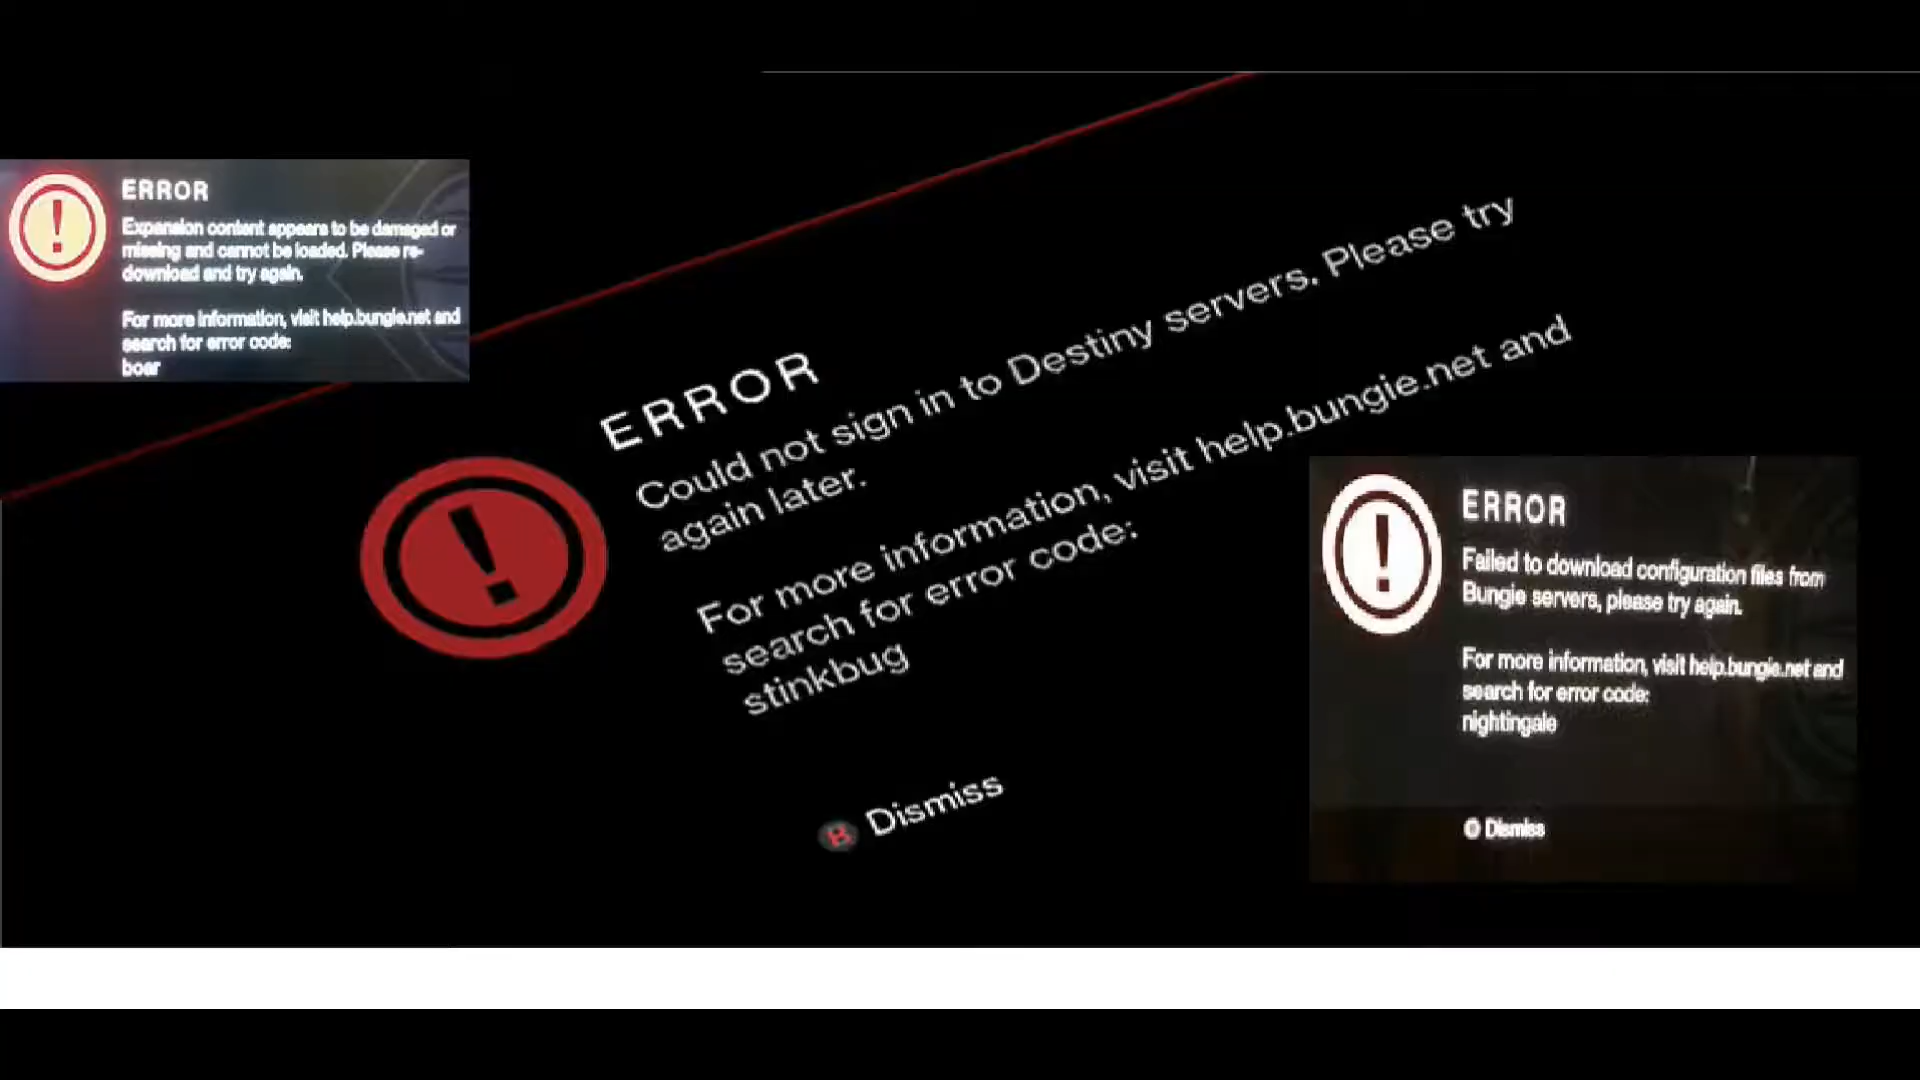 ERROR
Expansion content appears to be damaged or
missing and cannot be loaded. Please re-
download and try again.
For more information, visit help.bungie.net and
search for error code:
boar
ERROR
Could not sign in to Destiny servers. Please try
again later.
For more information, visit help.bungie.net and
search for error code:
stinkbug
B Dismiss
ERROR
Failed to download configuration files from
Bungie servers, please try again.
For more information, visit help.bungie.net and
search for error code:
nightingale
Dismiss